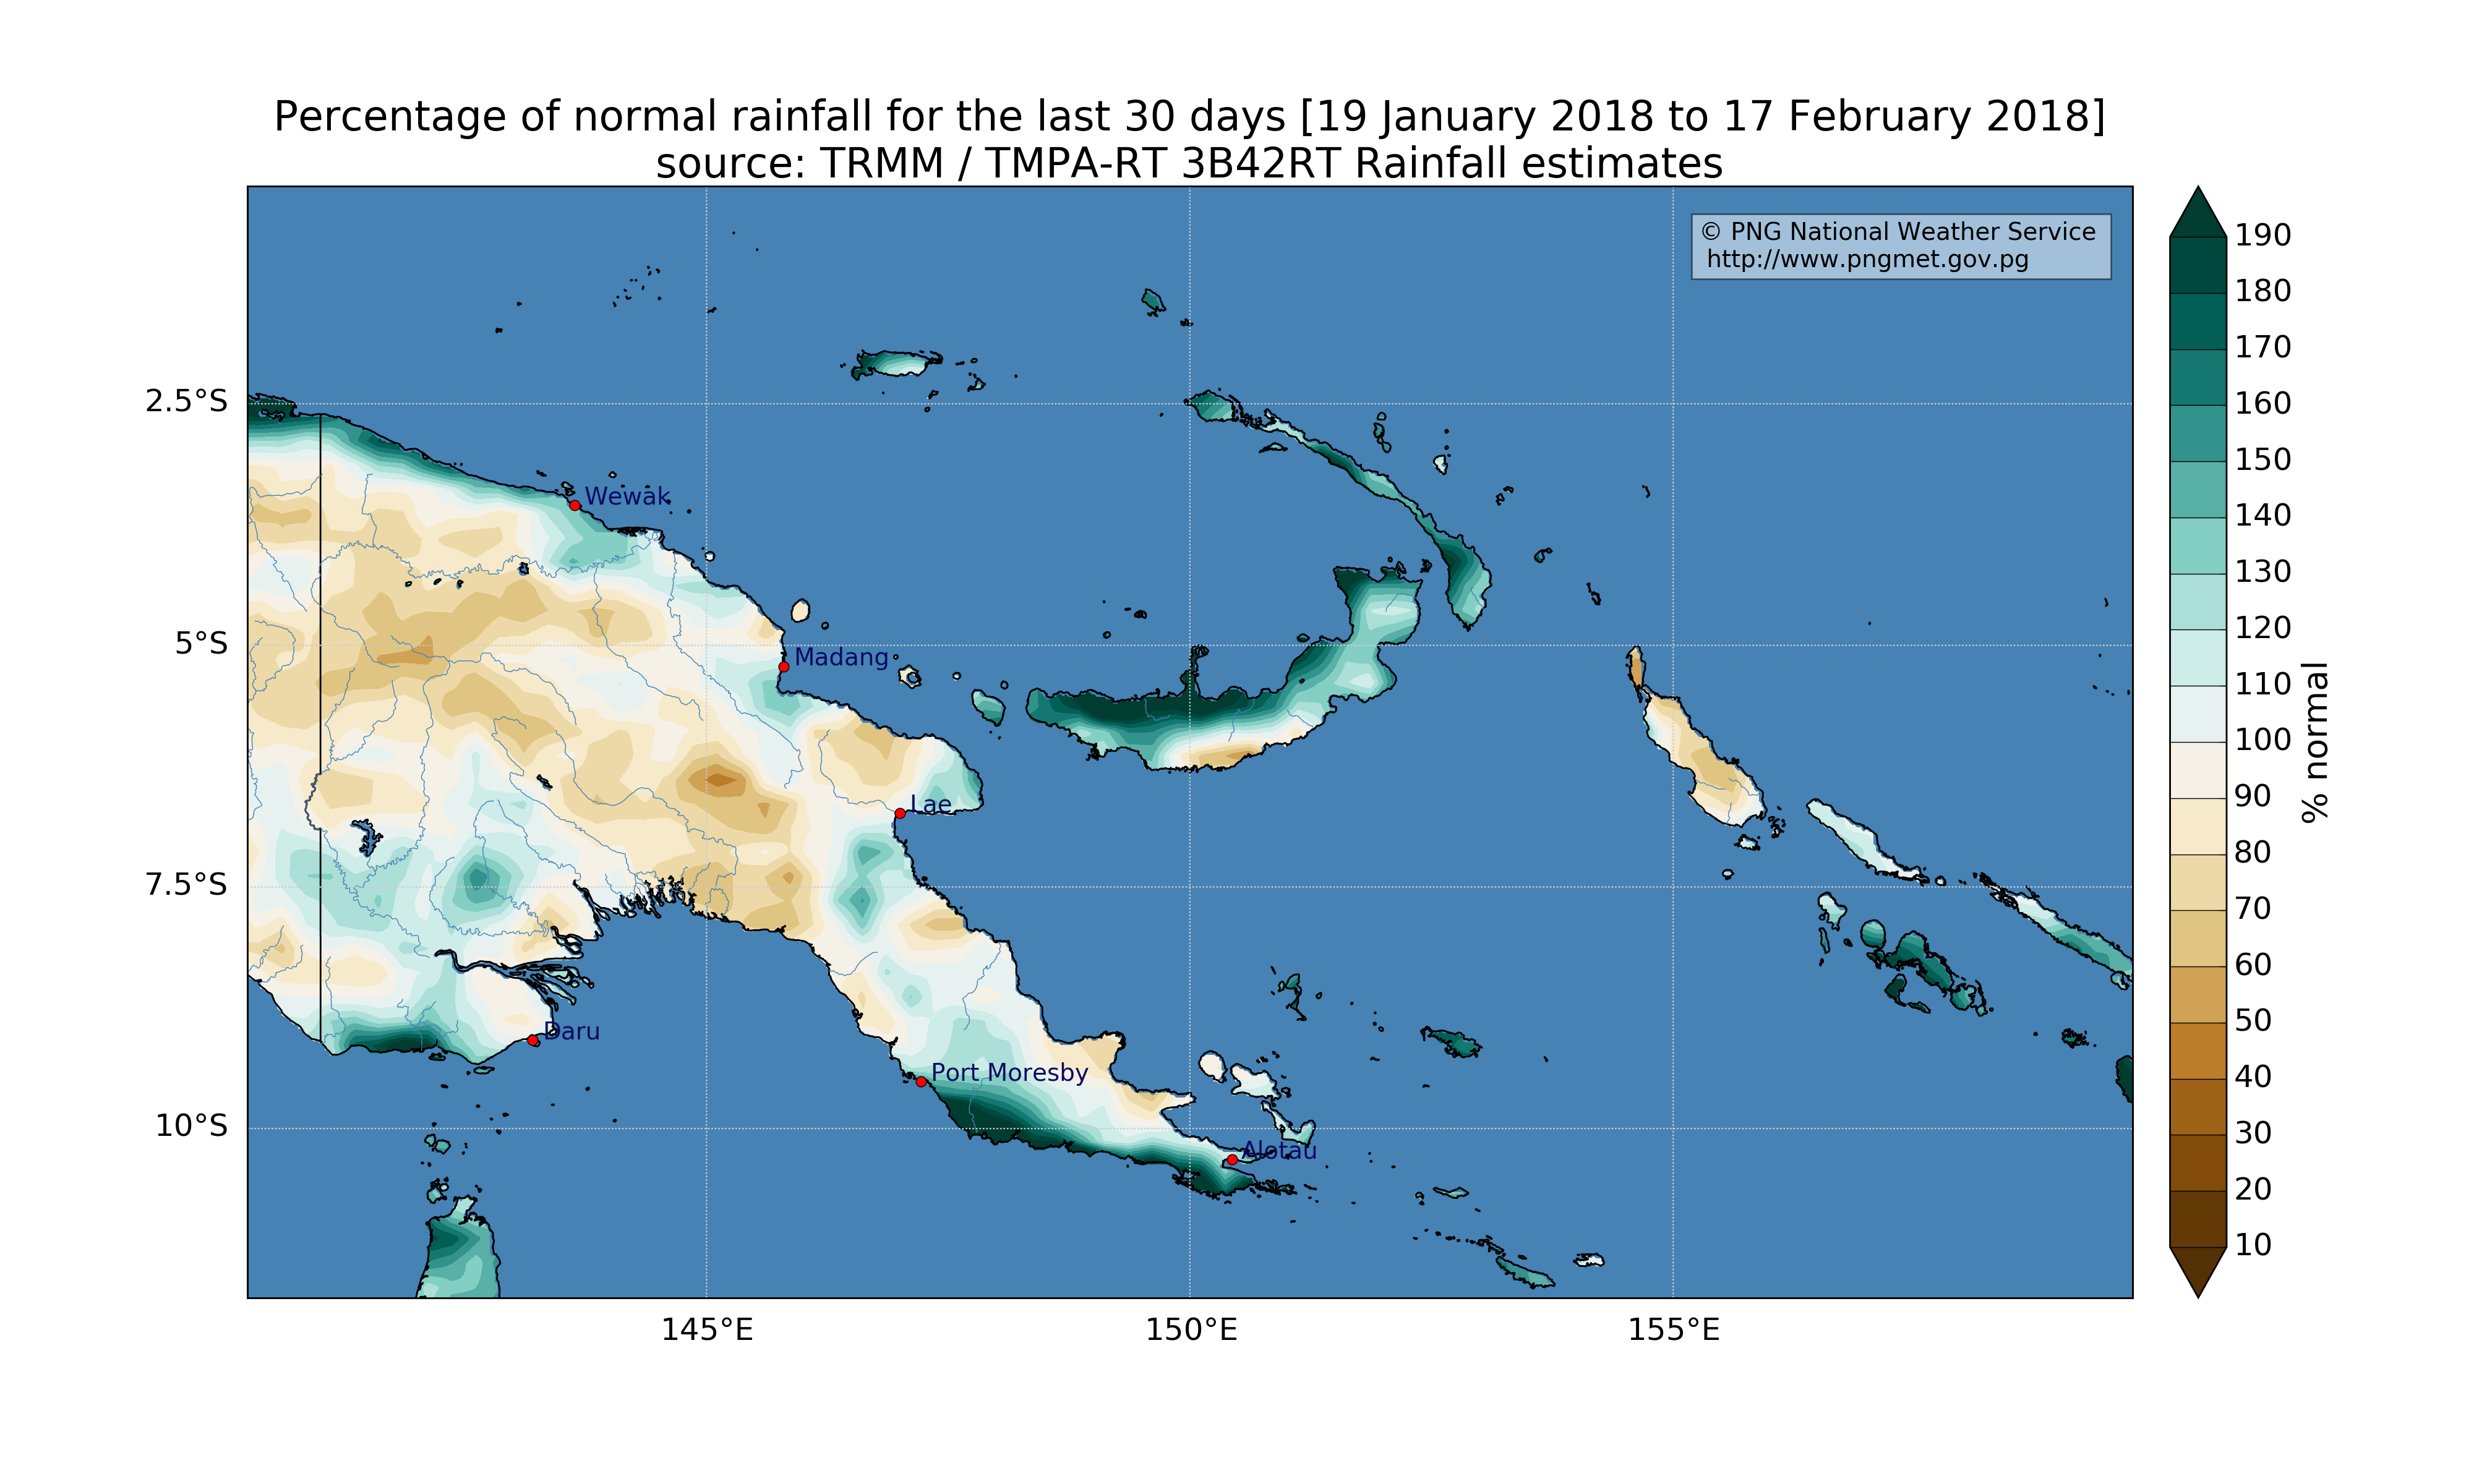 Percentage of normal rainfall for the last 30 days [19 January 2018 to 17 February 2018]
source: TRMM / TMPA-RT 3B42RT Rainfall estimates
© PNG National Weather Service
http://www.pngmet.gov.pg
190
180
170
160
150
140
130
120
110
100
90
80
70
60
50
40
30
20
10
% normal
2.5°S
5°S
7.5°S
10°S
Wewak
Madang
Lae
Daru
Port Moresby
Alotau
145°E
150°E
155°E